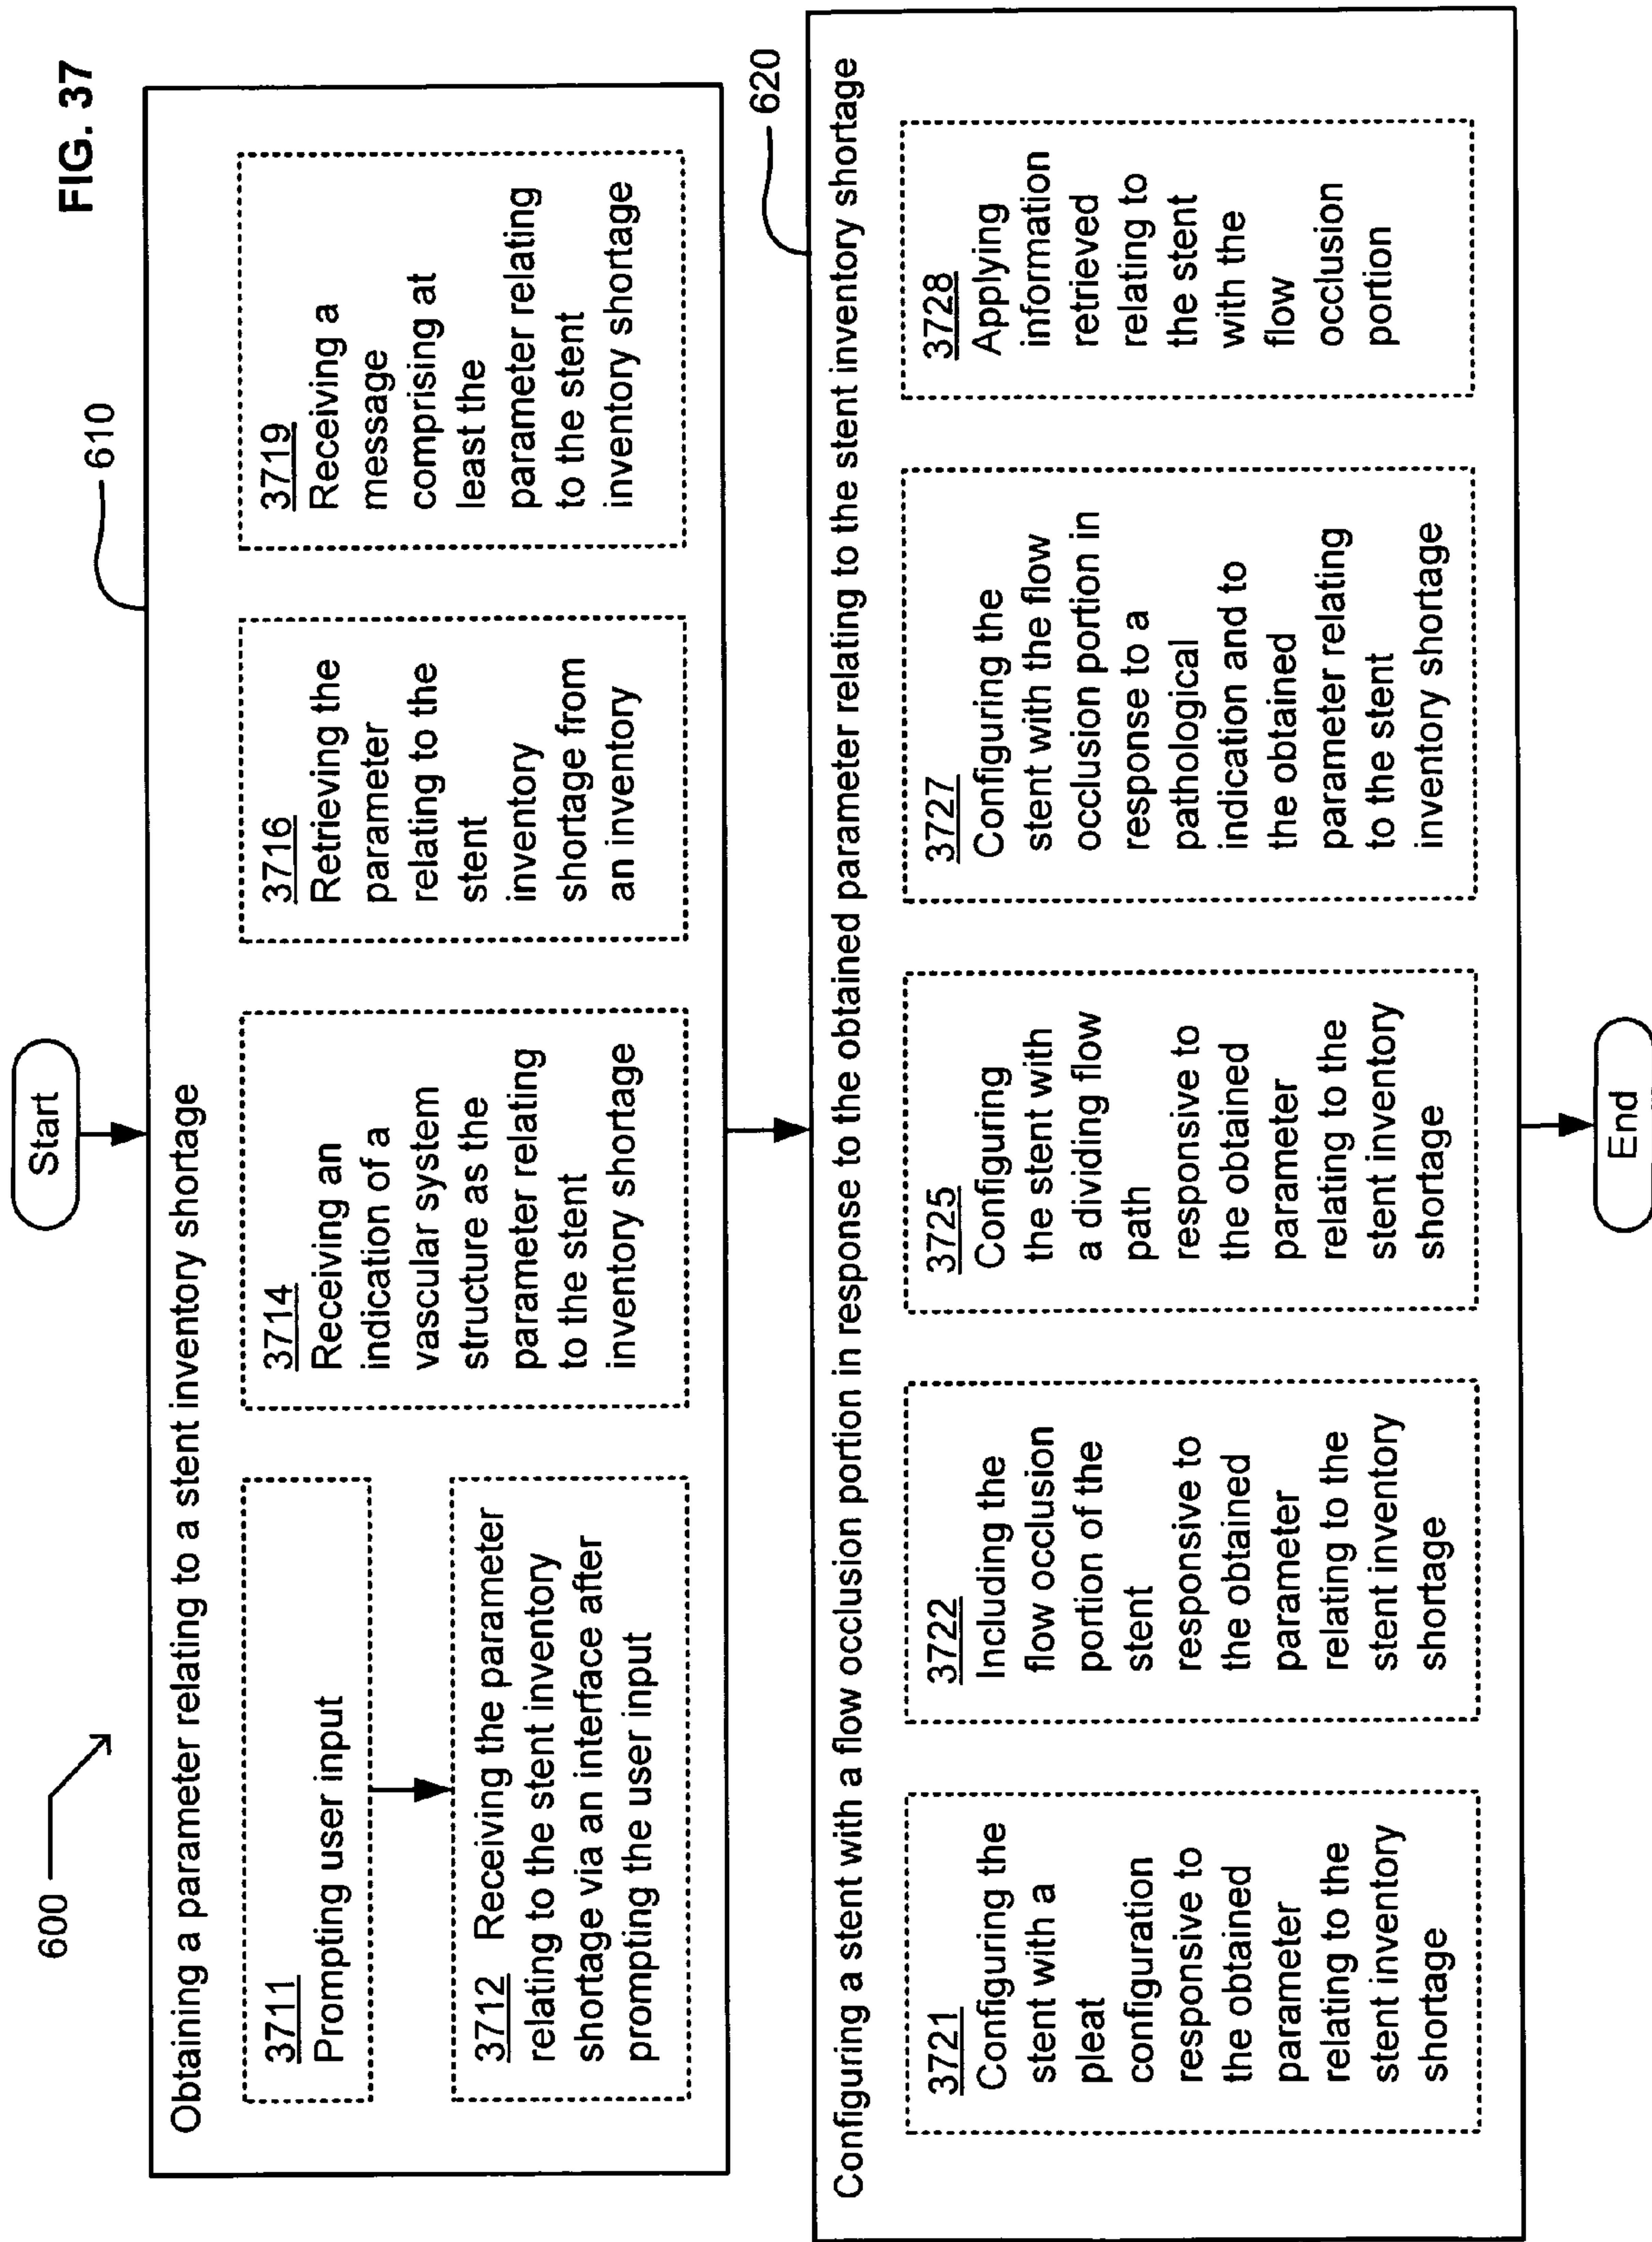 FIG. 37
600
Start
610
Obtaining a parameter relating to a stent inventory shortage
3711
Prompting user input
3712 Receiving the parameter
relating to the stent inventory
shortage via an interface after
prompting the user input
3714
Receiving an
indication of a
vascular system
structure as the
parameter relating
to the stent
inventory shortage
3716
Retrieving the
parameter
relating to the
stent
inventory
shortage from
an inventory
3719
Receiving a
message
comprising at
least the
parameter relating
to the stent
inventory shortage
620
Configuring a stent with a flow occlusion portion in response to the obtained parameter relating to the stent inventory shortage
3721
Configuring the
stent with a
pleat
configuration
responsive to
the obtained
parameter
relating to the
stent inventory
shortage
3722
Including the
flow occlusion
portion of the
stent
responsive to
the obtained
parameter
relating to the
stent inventory
shortage
3725
Configuring
the stent with
a dividing flow
path
responsive to
the obtained
parameter
relating to the
stent inventory
shortage
3727
Configuring the
stent with the flow
occlusion portion in
response to a
pathological
indication and to
the obtained
parameter relating
to the stent
inventory shortage
3728
Applying
information
retrieved
relating to
the stent
with the
flow
occlusion
portion
End